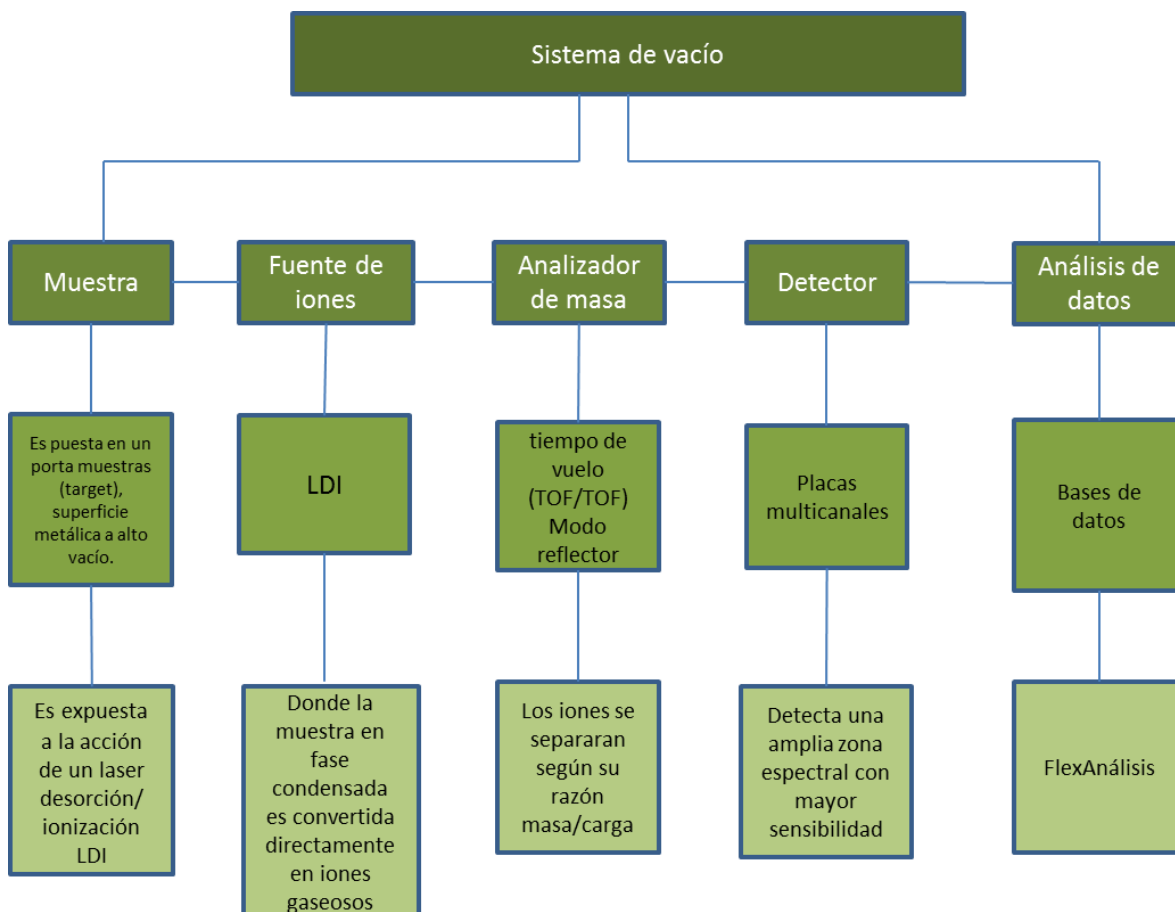 Sistema de vacío
Muestra
Fuente de
iones
Analizador
de masa
Detector
Análisis de
datos
Es puesta en un
porta muestras
(target),
superficie
metálica a alto
vacío.
LDI
tiempo de
vuelo
(TOF/TOF)
Modo
reflector
Placas
multicanales
Bases de
datos
Es expuesta
a la acción
de un laser
desorción/
ionización
LDI
Donde la
muestra en
fase
condensada
es convertida
directamente
en iones
gaseosos
Los iones se
separaran
según su
razón
masa/carga
Detecta una
amplia zona
espectral con
mayor
sensibilidad
FlexAnálisis